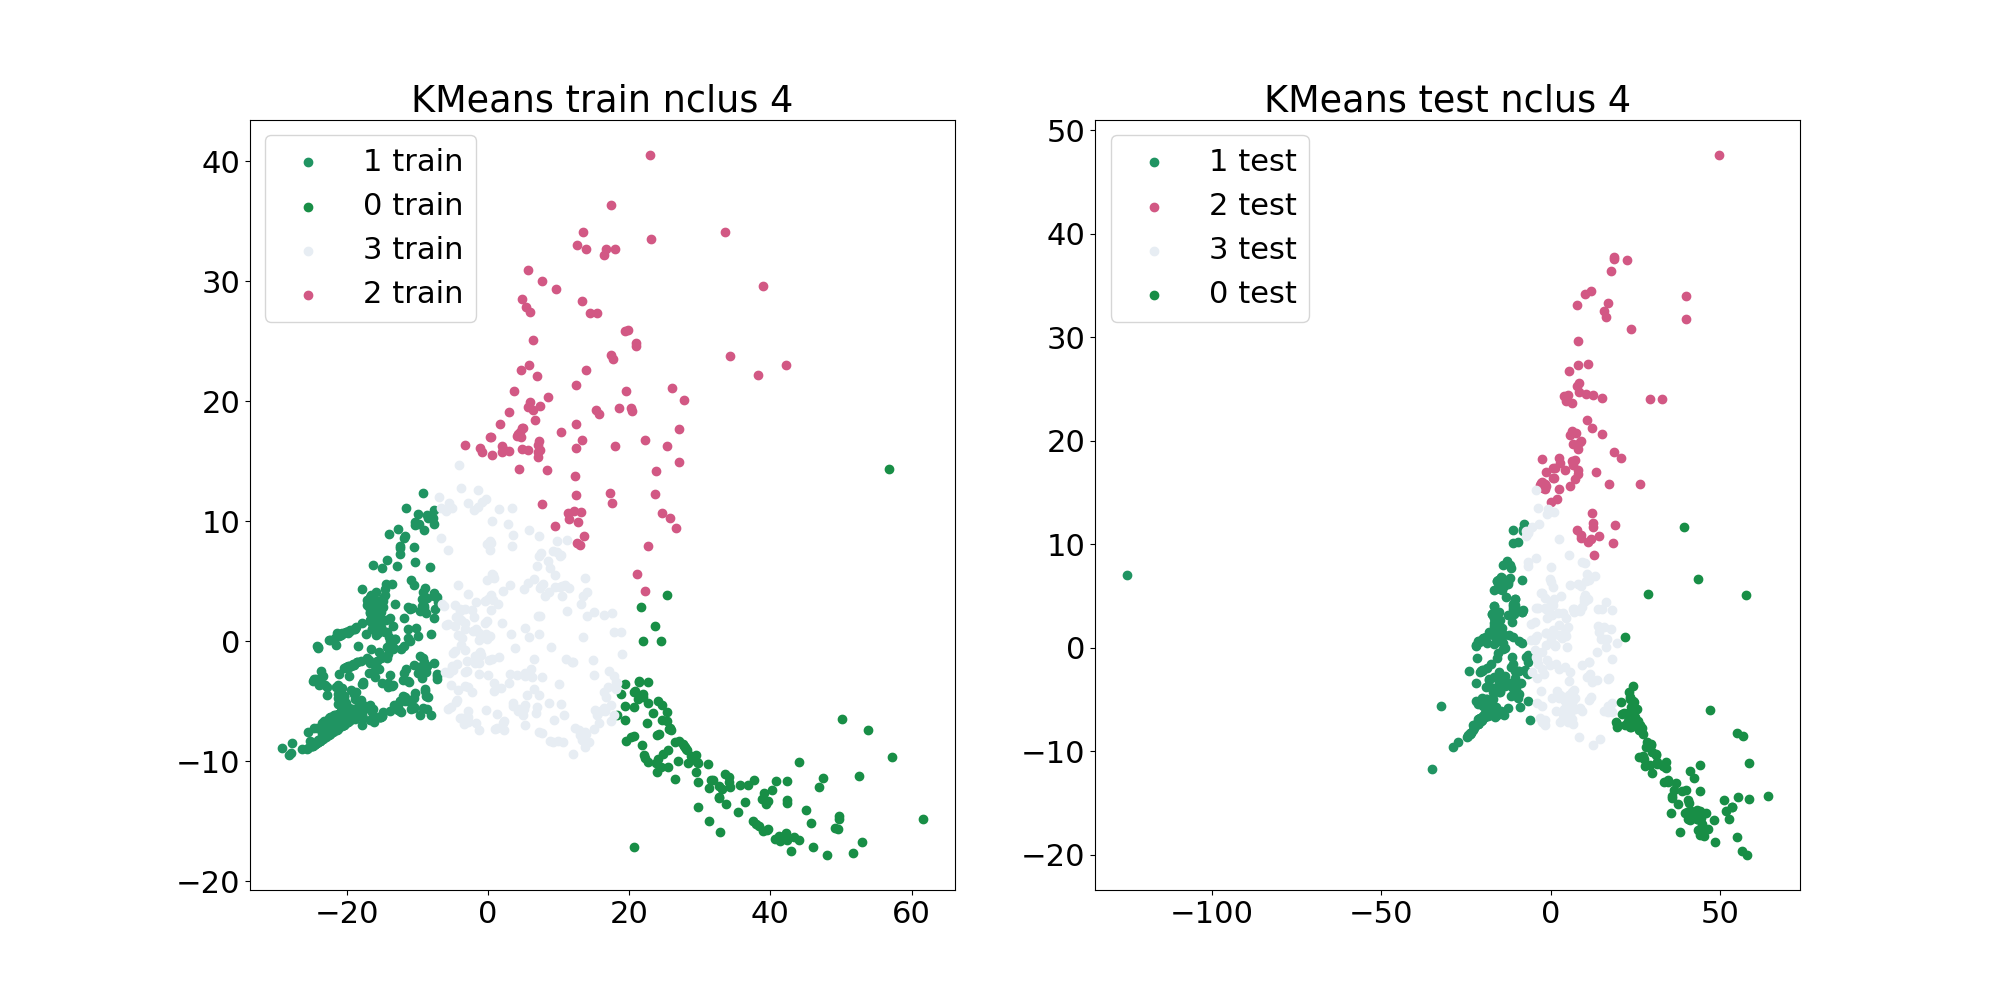 KMeans train nclus 4
1 train
0 train
3 train
2 train
40
30
20
10
0
−10
−20
−20 0 20 40 60
KMeans test nclus 4
1 test
2 test
3 test
0 test
50
40
30
20
10
0
−10
−20
−100 −50 0 50